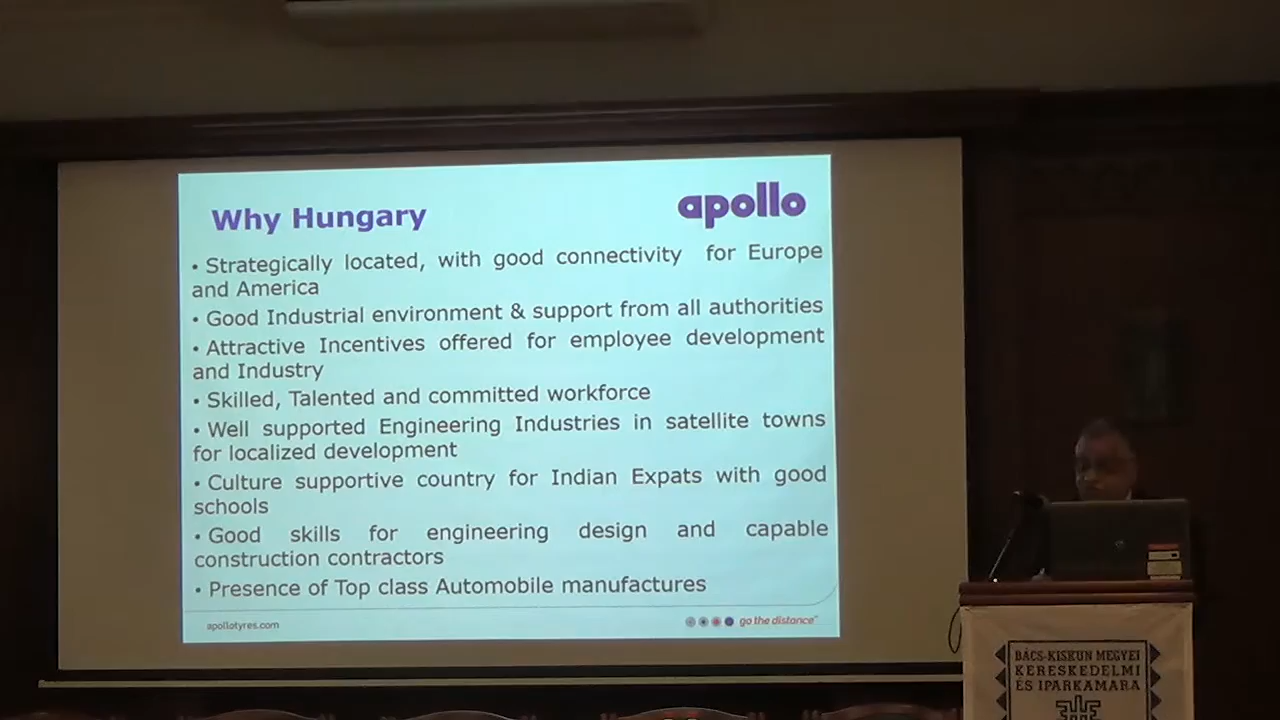 apollo
Why Hungary
• Strategically located, with good connectivity for Europe
and America
• Good Industrial environment & support from all authorities
• Attractive Incentives offered for employee development
and Industry
• Skilled, Talented and committed workforce
• Well supported Engineering Industries in satellite towns
for localized development
• Culture supportive country for Indian Expats with good
schools
• Good skills for engineering design and capable
construction contractors
• Presence of Top class Automobile manufactures
apollotyres.com
go the distance™
BÁCS-KISKUN MEGYEI
KERESKEDELMI
ÉS IPARKAMARA